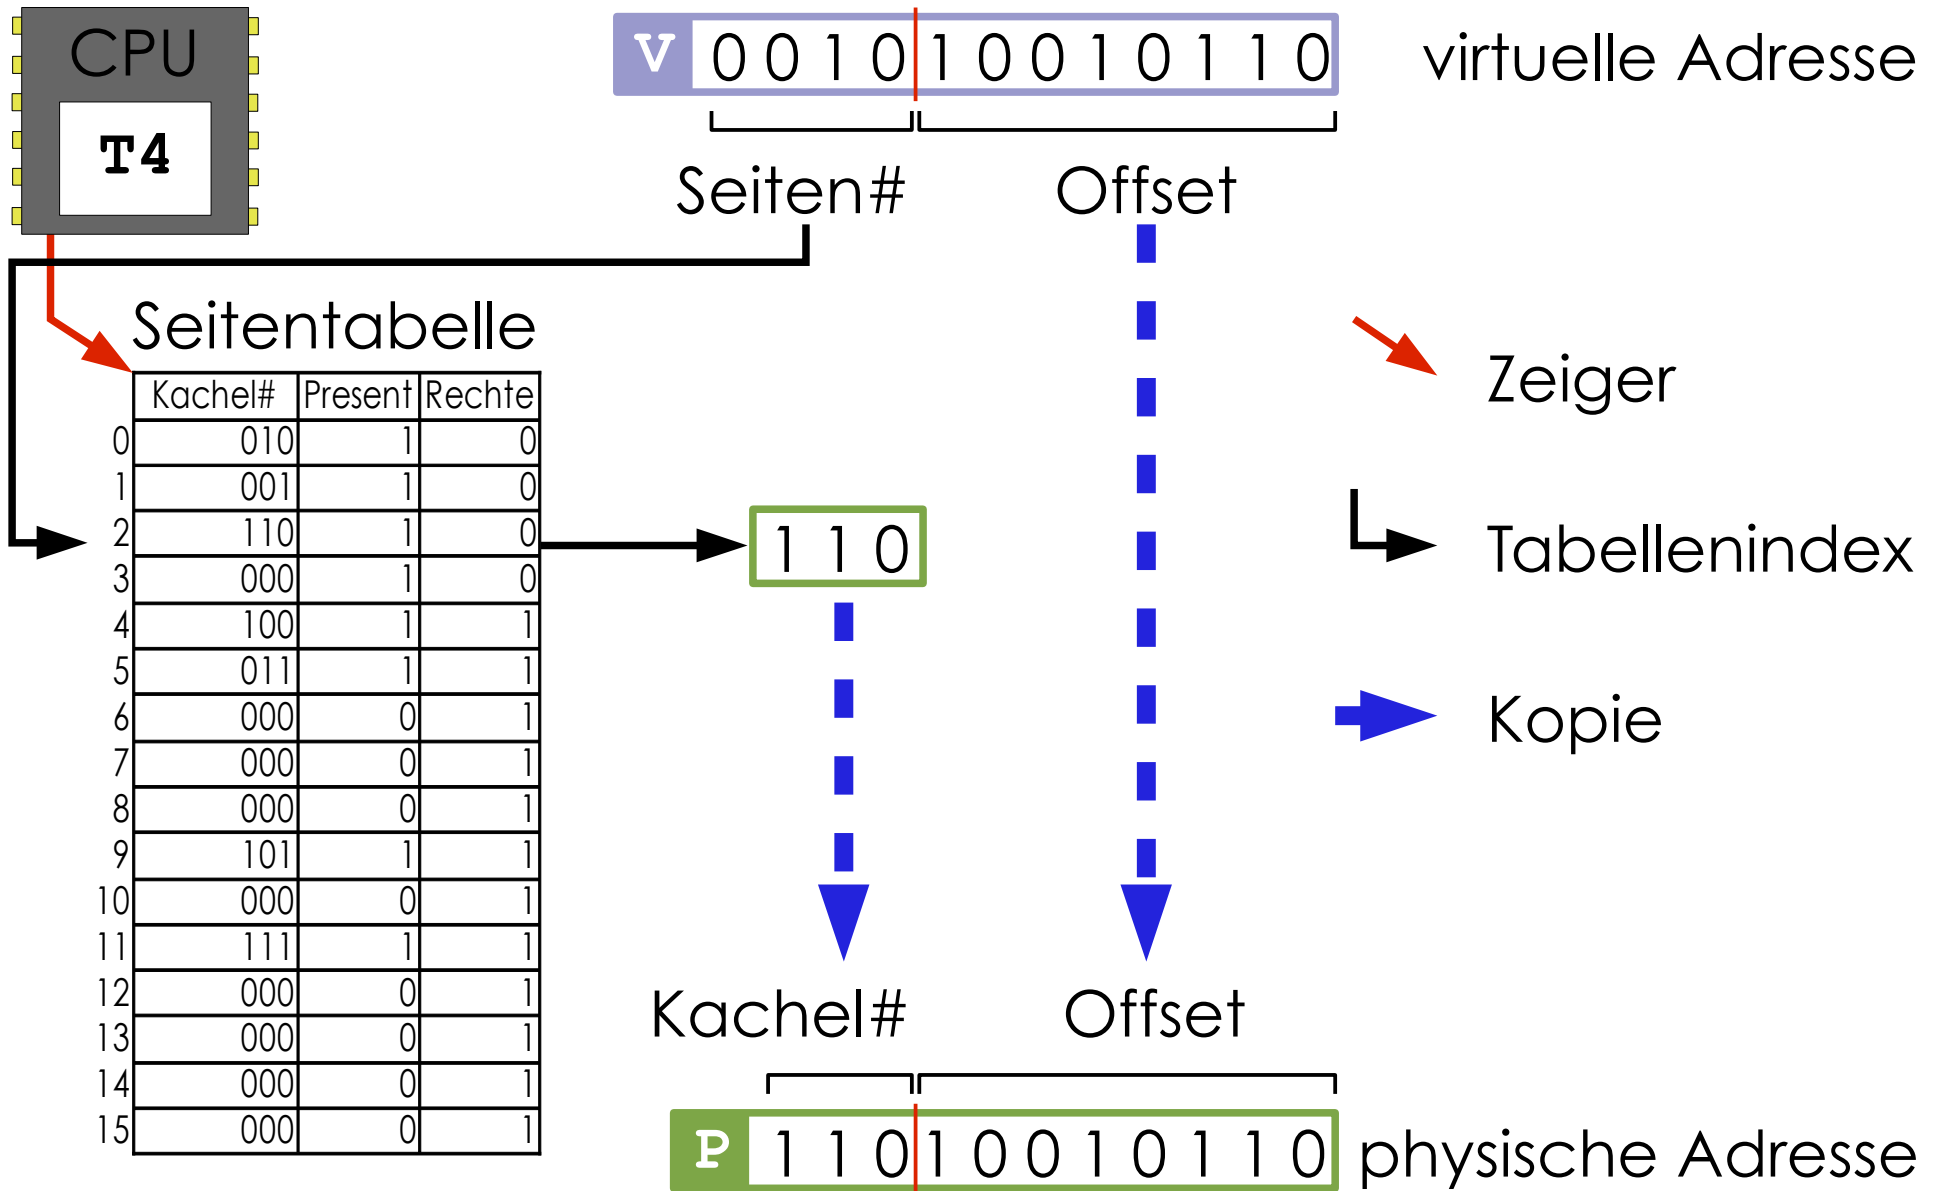 CPU
T4
V 0 0 1 0 1 0 0 1 0 1 1 0 virtuelle Adresse
Seiten# Offset
Seitentabelle
Kachel# Present Rechte
0 010 1 0
1 001 1 0
2 110 1 0
3 000 1 0
4 100 1 1
5 011 1 1
6 000 0 1
7 000 0 1
8 000 0 1
9 101 1 1
10 000 0 1
11 111 1 1
12 000 0 1
13 000 0 1
14 000 0 1
15 000 0 1
1 1 0
Zeiger
Tabellenindex
Kopie
Kachel# Offset
P 1 1 0 1 0 0 1 0 1 1 0 physische Adresse